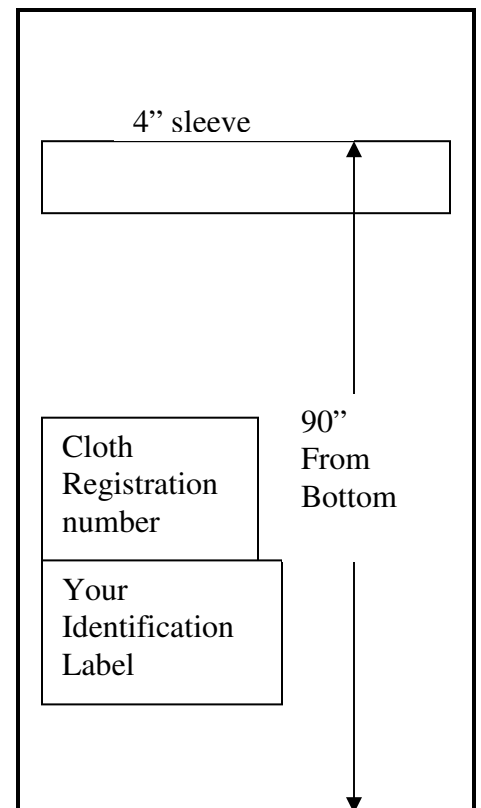 4” sleeve
90”
From
Bottom
Cloth
Registration
number
Your
Identification
Label